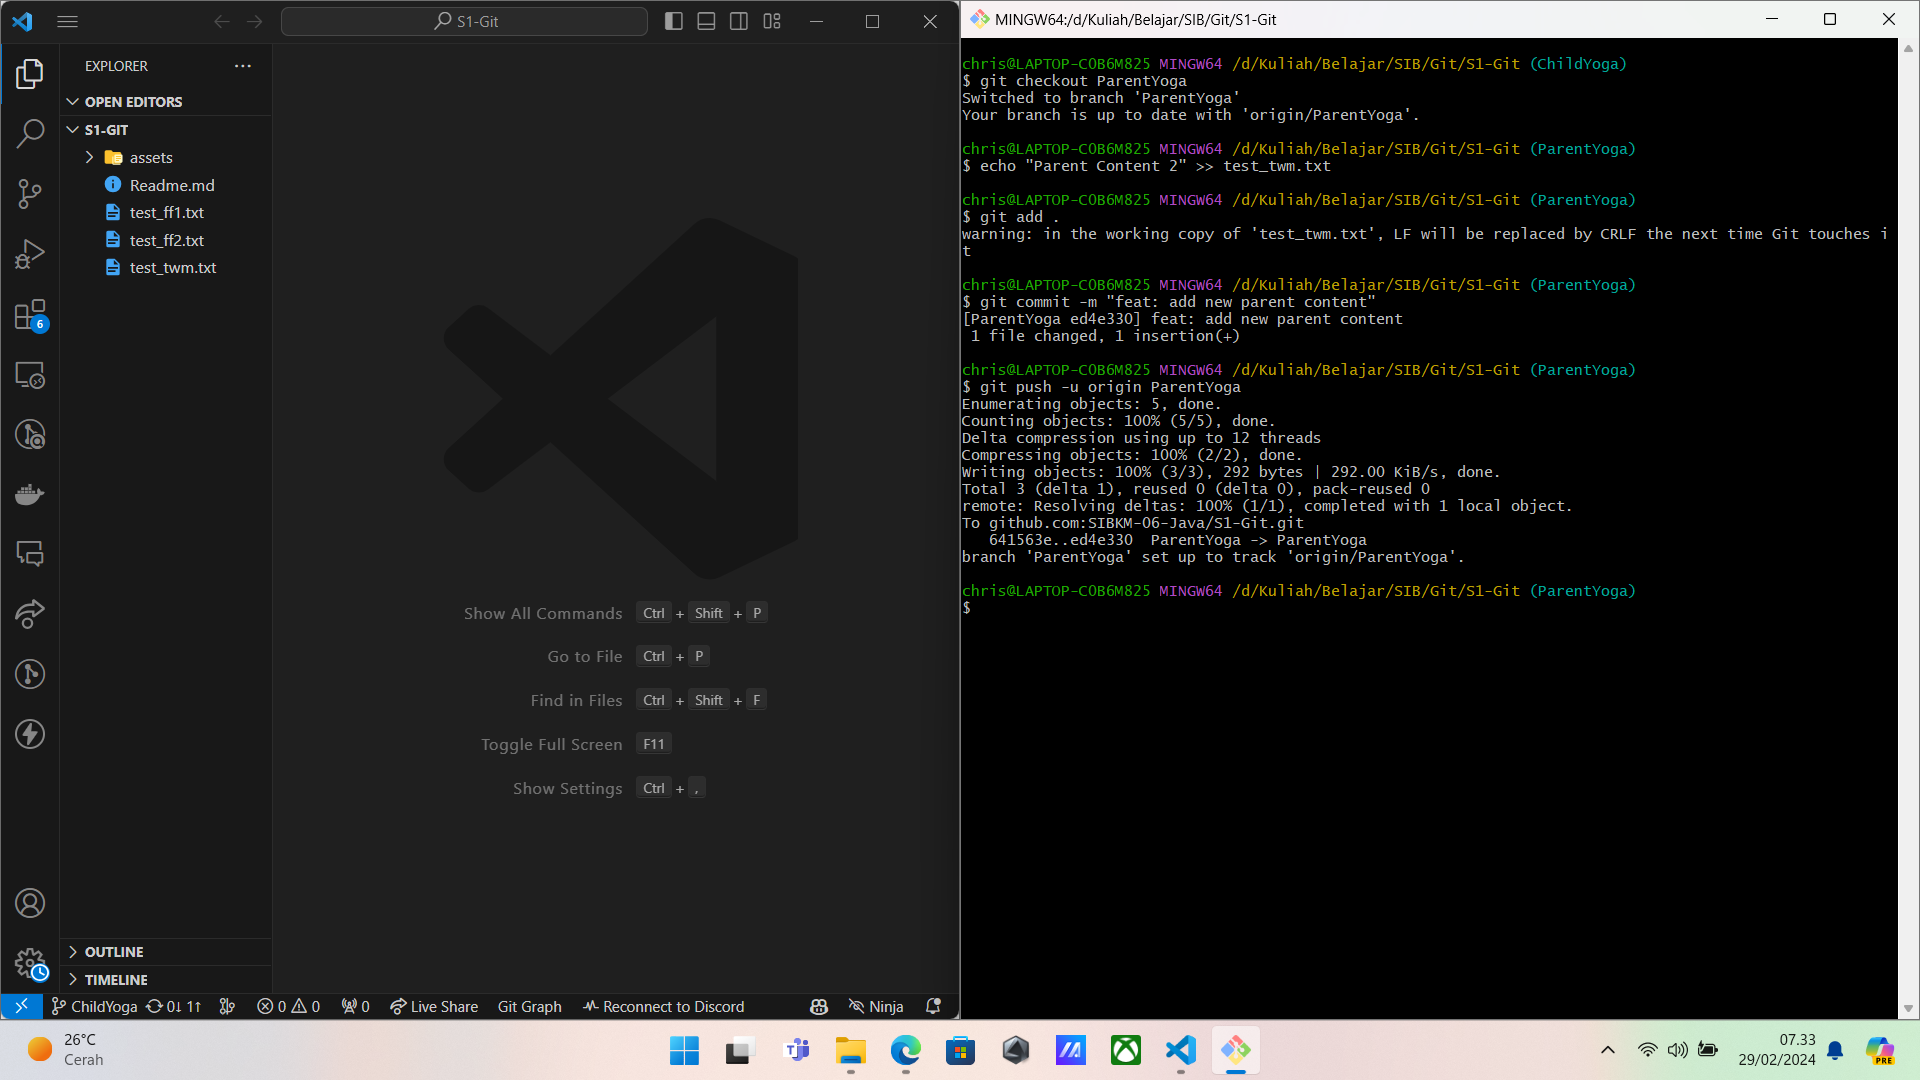 S1-Git
EXPLORER
OPEN EDITORS
S1-GIT
assets
Readme.md
test_ff1.txt
test_ff2.txt
test_twm.txt
6
Show All Commands Ctrl + Shift + P
Go to File Ctrl + P
Find in Files Ctrl + Shift + F
Toggle Full Screen F11
Show Settings Ctrl + ,
OUTLINE
TIMELINE
ChildYoga 0↓ 1↑ 0 0 0 Live Share Git Graph Reconnect to Discord Ninja
MINGW64:/d/Kuliah/Belajar/SIB/Git/S1-Git
chris@LAPTOP-COB6M825 MINGW64 /d/Kuliah/Belajar/SIB/Git/S1-Git (ChildYoga)
$ git checkout ParentYoga
Switched to branch 'ParentYoga'
Your branch is up to date with 'origin/ParentYoga'.
chris@LAPTOP-COB6M825 MINGW64 /d/Kuliah/Belajar/SIB/Git/S1-Git (ParentYoga)
$ echo "Parent Content 2" >> test_twm.txt
chris@LAPTOP-COB6M825 MINGW64 /d/Kuliah/Belajar/SIB/Git/S1-Git (ParentYoga)
$ git add .
warning: in the working copy of 'test_twm.txt', LF will be replaced by CRLF the next time Git touches i
t
chris@LAPTOP-COB6M825 MINGW64 /d/Kuliah/Belajar/SIB/Git/S1-Git (ParentYoga)
$ git commit -m "feat: add new parent content"
[ParentYoga ed4e330] feat: add new parent content
 1 file changed, 1 insertion(+)
chris@LAPTOP-COB6M825 MINGW64 /d/Kuliah/Belajar/SIB/Git/S1-Git (ParentYoga)
$ git push -u origin ParentYoga
Enumerating objects: 5, done.
Counting objects: 100% (5/5), done.
Delta compression using up to 12 threads
Compressing objects: 100% (2/2), done.
Writing objects: 100% (3/3), 292 bytes | 292.00 KiB/s, done.
Total 3 (delta 1), reused 0 (delta 0), pack-reused 0
remote: Resolving deltas: 100% (1/1), completed with 1 local object.
To github.com:SIBKM-06-Java/S1-Git.git
   641563e..ed4e330  ParentYoga -> ParentYoga
branch 'ParentYoga' set up to track 'origin/ParentYoga'.
chris@LAPTOP-COB6M825 MINGW64 /d/Kuliah/Belajar/SIB/Git/S1-Git (ParentYoga)
$
26°C
Cerah
07.33
29/02/2024
PRE